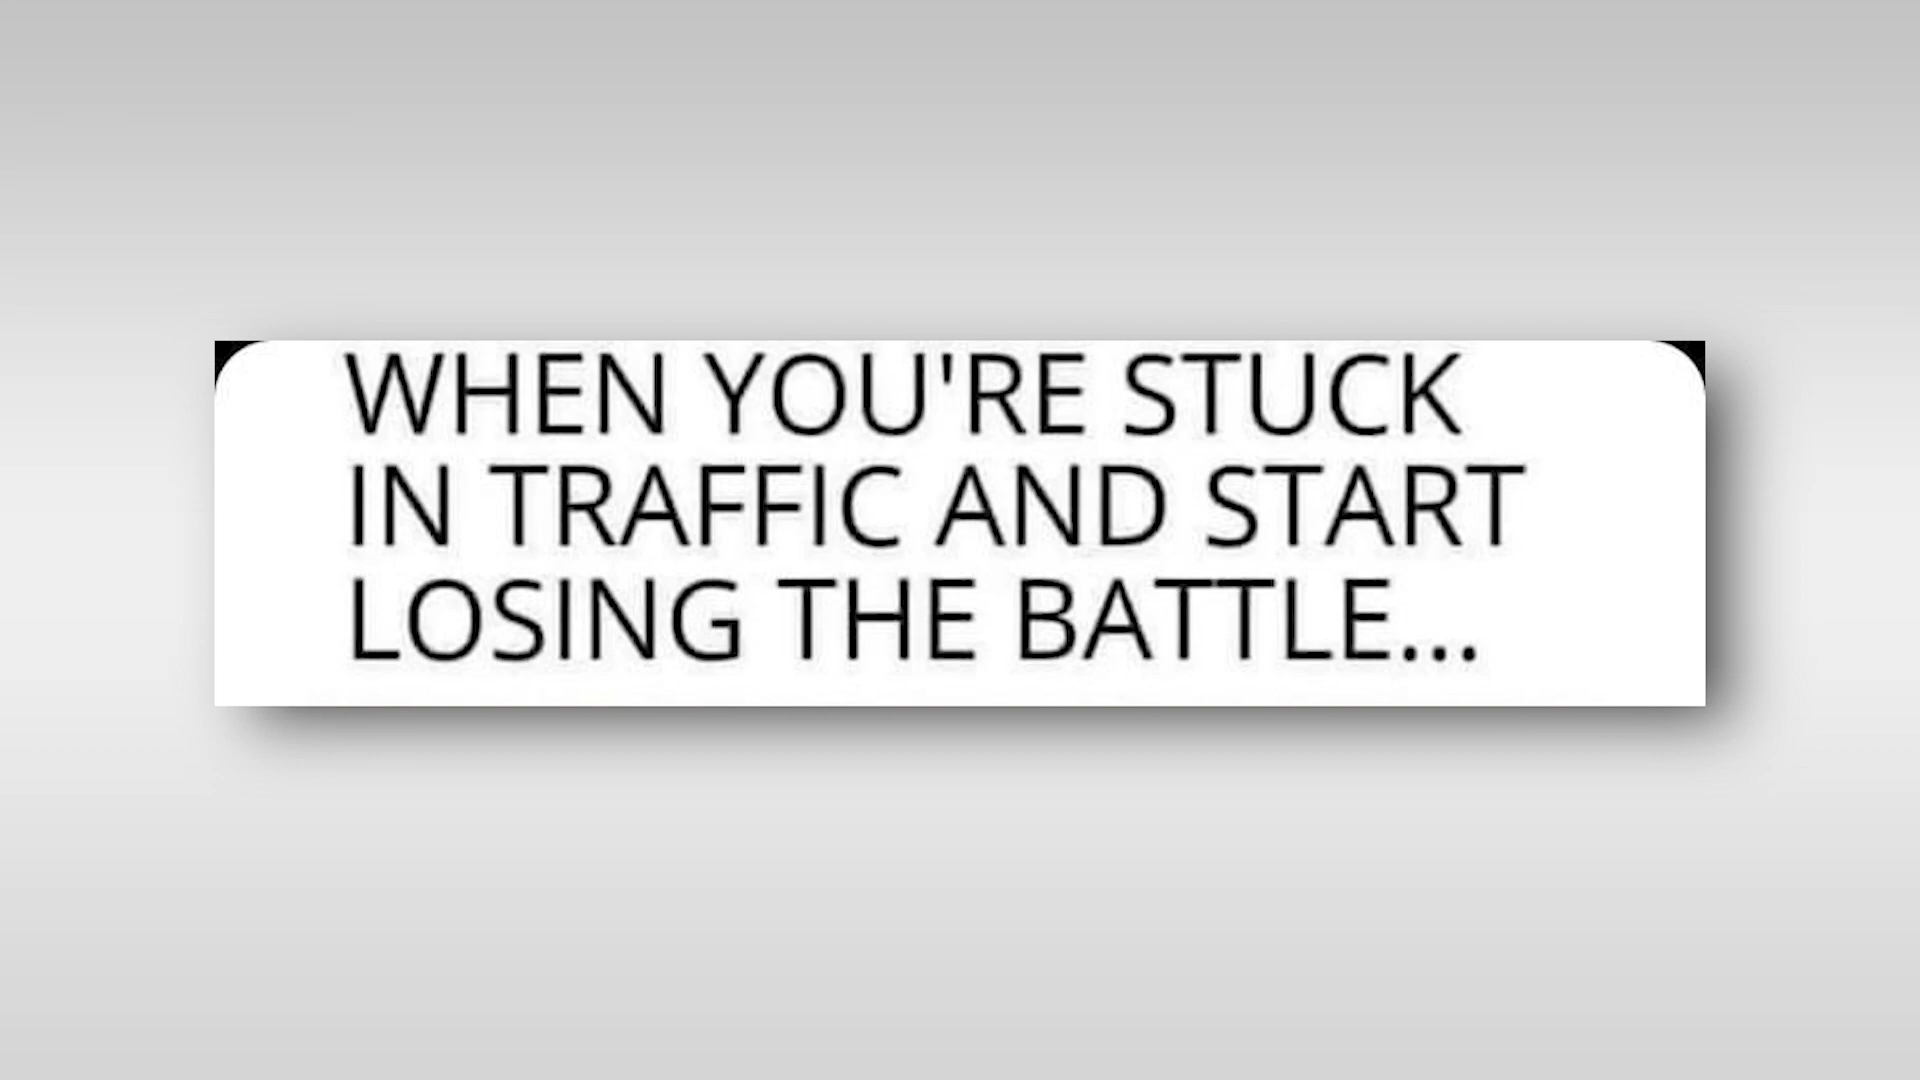 WHEN YOU'RE STUCK
IN TRAFFIC AND START
LOSING THE BATTLE...